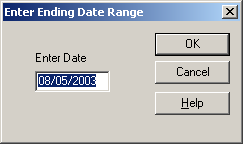 Enter Ending Date Range
OK
Enter Date
Cancel
08/05/2003
Help